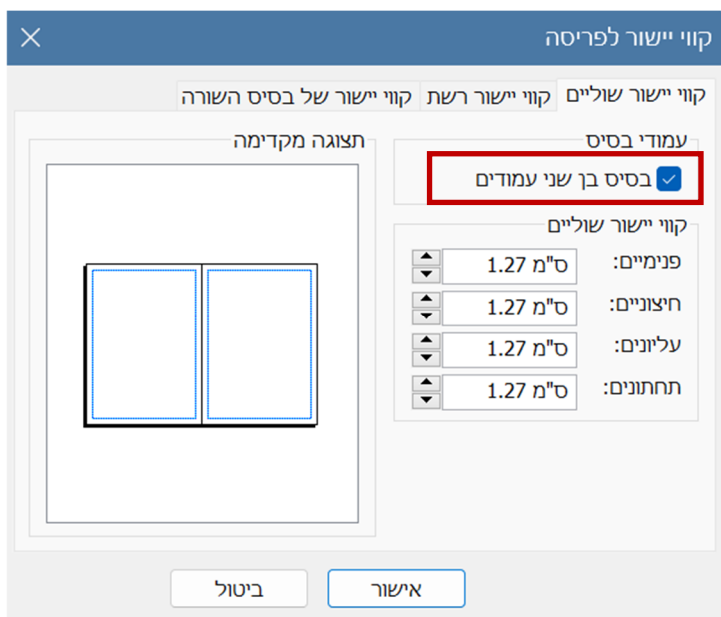 קווי יישור לפריסה
קווי יישור שוליים
קווי יישור רשת
קווי יישור של בסיס השורה
עמודי בסיס
בסיס בן שני עמודים
קווי יישור שוליים
פנימיים: 1.27 ס"מ
חיצוניים: 1.27 ס"מ
עליונים: 1.27 ס"מ
תחתונים: 1.27 ס"מ
תצוגה מקדימה
אישור
ביטול